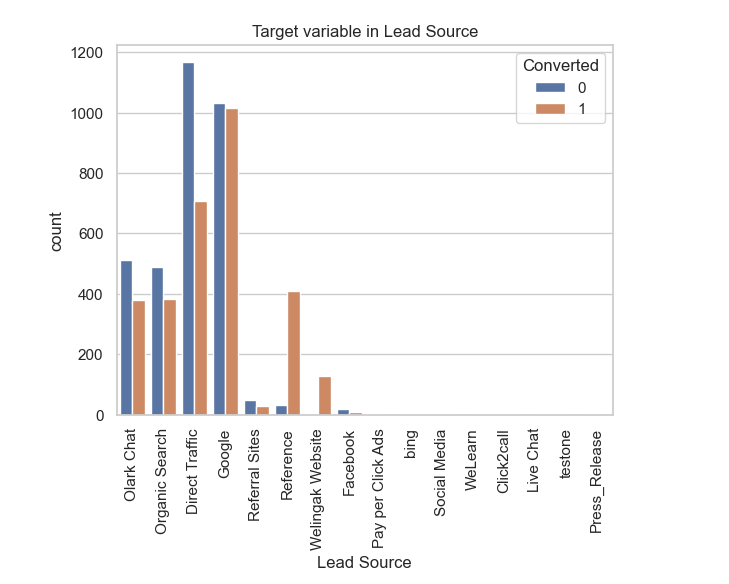 Target variable in Lead Source
Converted
0
1
1200
1000
800
600
400
200
0
count
Olark Chat
Organic Search
Direct Traffic
Google
Referral Sites
Reference
Welingak Website
Facebook
Pay per Click Ads
bing
Social Media
WeLearn
Click2call
Live Chat
testone
Press_Release
Lead Source